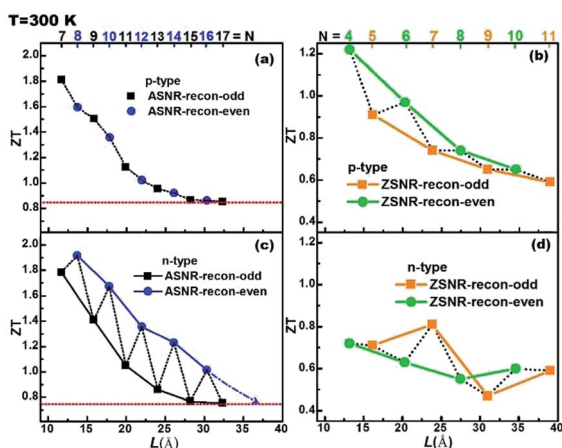 T=300 K
7 8 9 10 11 12 13 14 15 16 17 = N
N = 4 5 6 7 8 9 10 11
2.0
1.8
1.6
1.4
1.2
1.0
0.8
ZT
(a)
p-type
ASNR-recon-odd
ASNR-recon-even
1.2
1.0
0.8
0.6
0.4
ZT
(b)
p-type
ZSNR-recon-odd
ZSNR-recon-even
2.0
1.8
1.6
1.4
1.2
1.0
0.8
ZT
(c)
n-type
ASNR-recon-odd
ASNR-recon-even
10 15 20 25 30 35 40
L(Å)
1.2
1.0
0.8
0.6
0.4
ZT
(d)
n-type
ZSNR-recon-odd
ZSNR-recon-even
10 15 20 25 30 35 40
L(Å)